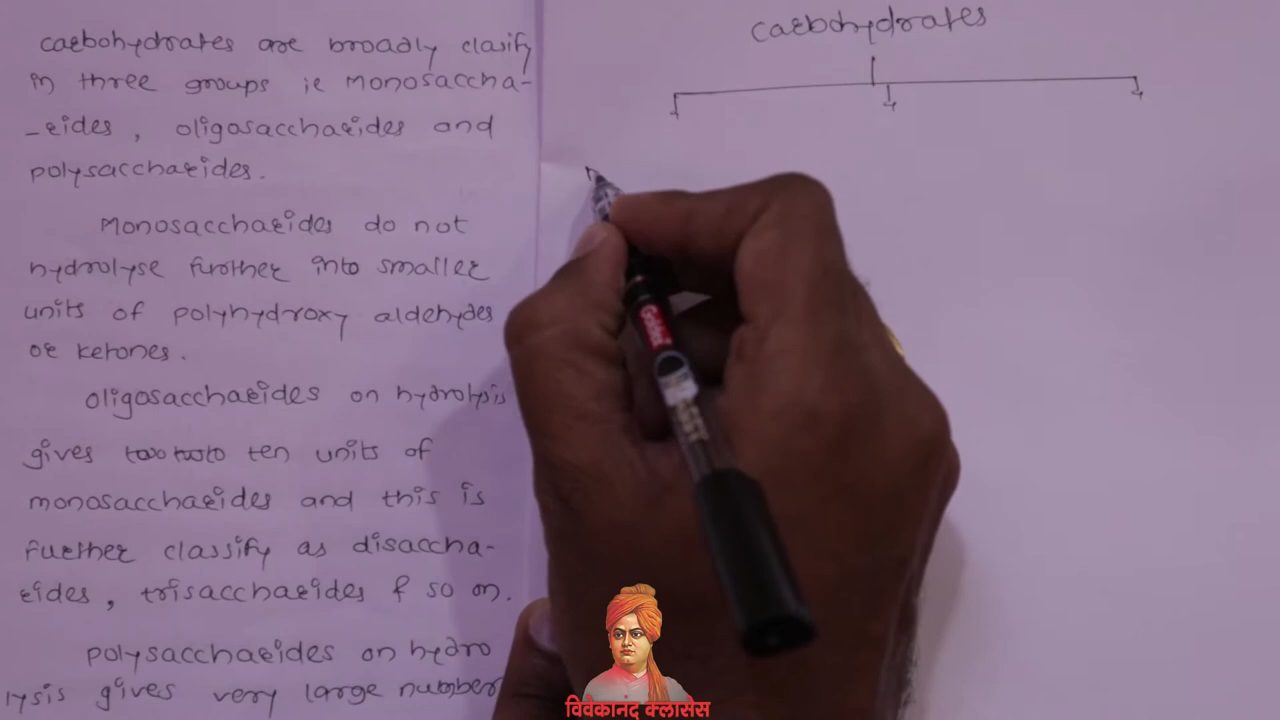 carbohydrates are broadly clasify
in three groups ie Monosaccha-
-rides, oligosaccharides and
polysaccharides.
Monosaccharides do not
hydrolyse further into smaller
units of polyhydroxy aldehydes
or ketones.
Oligosaccharides on hydrolysis
gives two to ten units of
monosaccharides and this is
further classify as disaccha-
rides, trisaccharides & so on.
polysaccharides on hydro
lysis gives very large number
carbohydrates
विवेकानंद क्लासेस